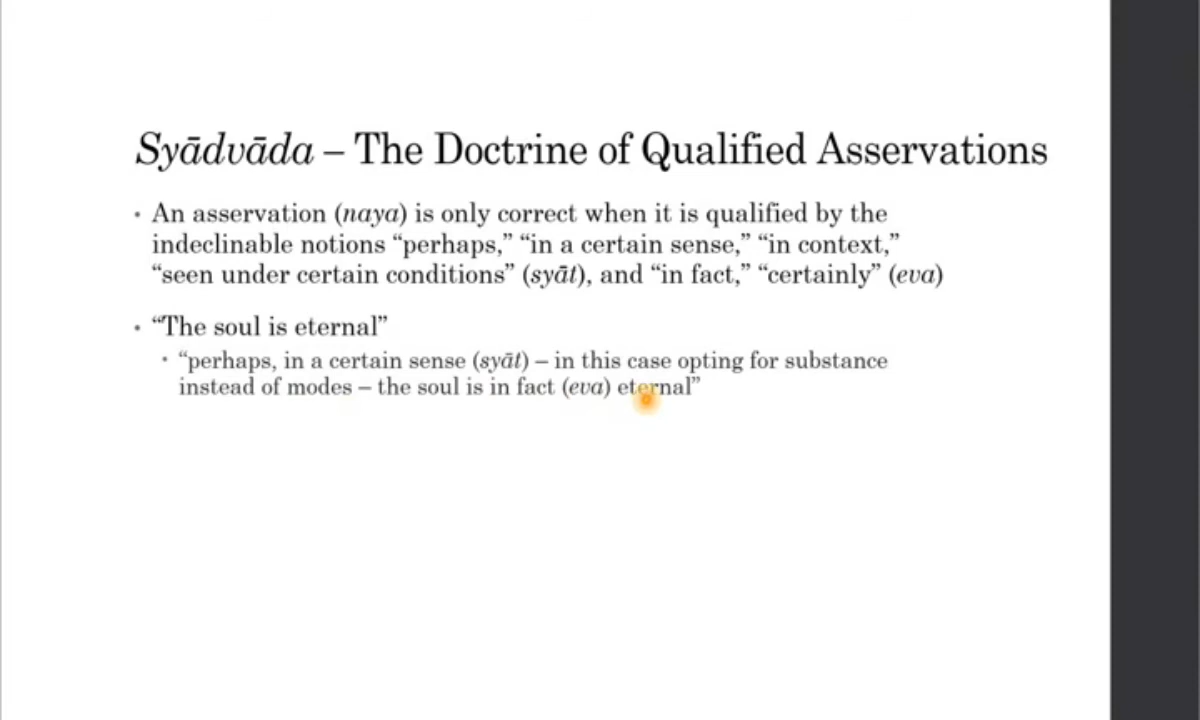 Syādvāda – The Doctrine of Qualified Asservations
• An asservation (naya) is only correct when it is qualified by the
indeclinable notions “perhaps,” “in a certain sense,” “in context,”
“seen under certain conditions” (syāt), and “in fact,” “certainly” (eva)
• “The soul is eternal”
• “perhaps, in a certain sense (syāt) – in this case opting for substance
instead of modes – the soul is in fact (eva) eternal”